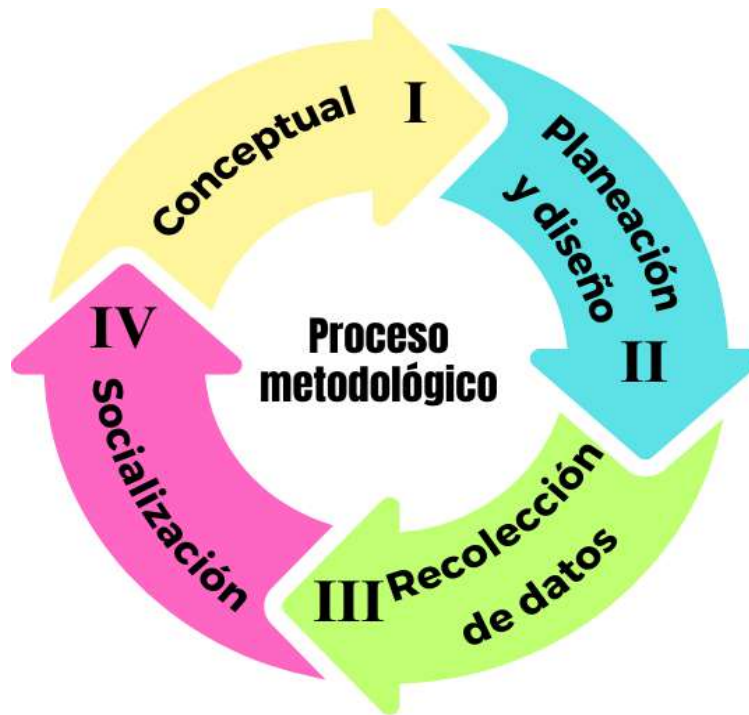 Conceptual
I
Planeación
y diseño
II
Recolección
de datos
III
Socialización
IV
Proceso
metodológico